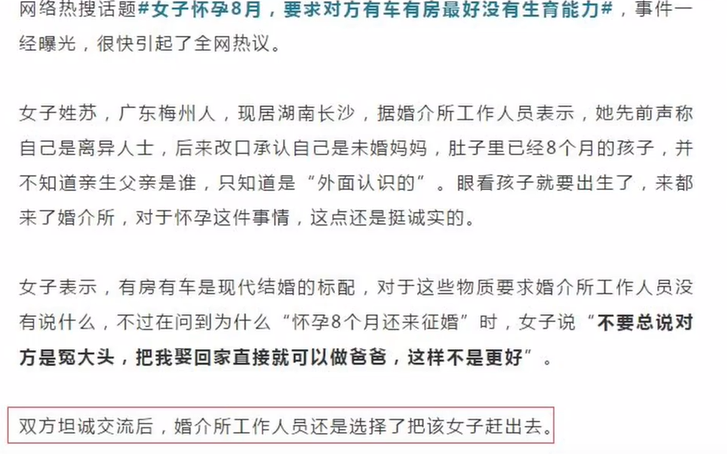 网络热搜话题#女子怀孕8月，要求对方有车有房最好没有生育能力#，事件一
经曝光，很快引起了全网热议。
女子姓苏，广东梅州人，现居湖南长沙，据婚介所工作人员表示，她先前声称
自己是离异人士，后来改口承认自己是未婚妈妈，肚子里已经8个月的孩子，并
不知道亲生父亲是谁，只知道是“外面认识的”。眼看孩子就要出生了，来都
来了婚介所，对于怀孕这件事情，这点还是挺诚实的。
女子表示，有房有车是现代结婚的标配，对于这些物质要求婚介所工作人员没
有说什么，不过在问到为什么“怀孕8个月还来征婚”时，女子说“不要总说对
方是冤大头，把我娶回家直接就可以做爸爸，这样不是更好”。
双方坦诚交流后，婚介所工作人员还是选择了把该女子赶出去。